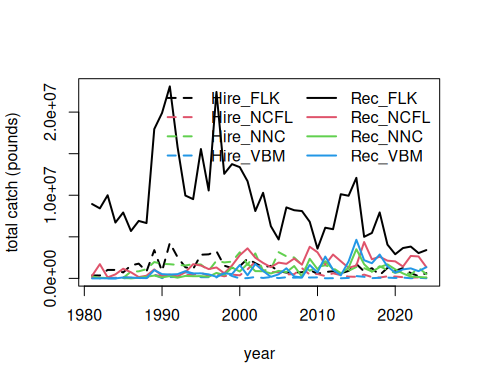 total catch (pounds)
2.0e+07
1.0e+07
0.0e+00
Hire_FLK Rec_FLK
Hire_NCFL Rec_NCFL
Hire_NNC Rec_NNC
Hire_VBM Rec_VBM
1980 1990 2000 2010 2020
year